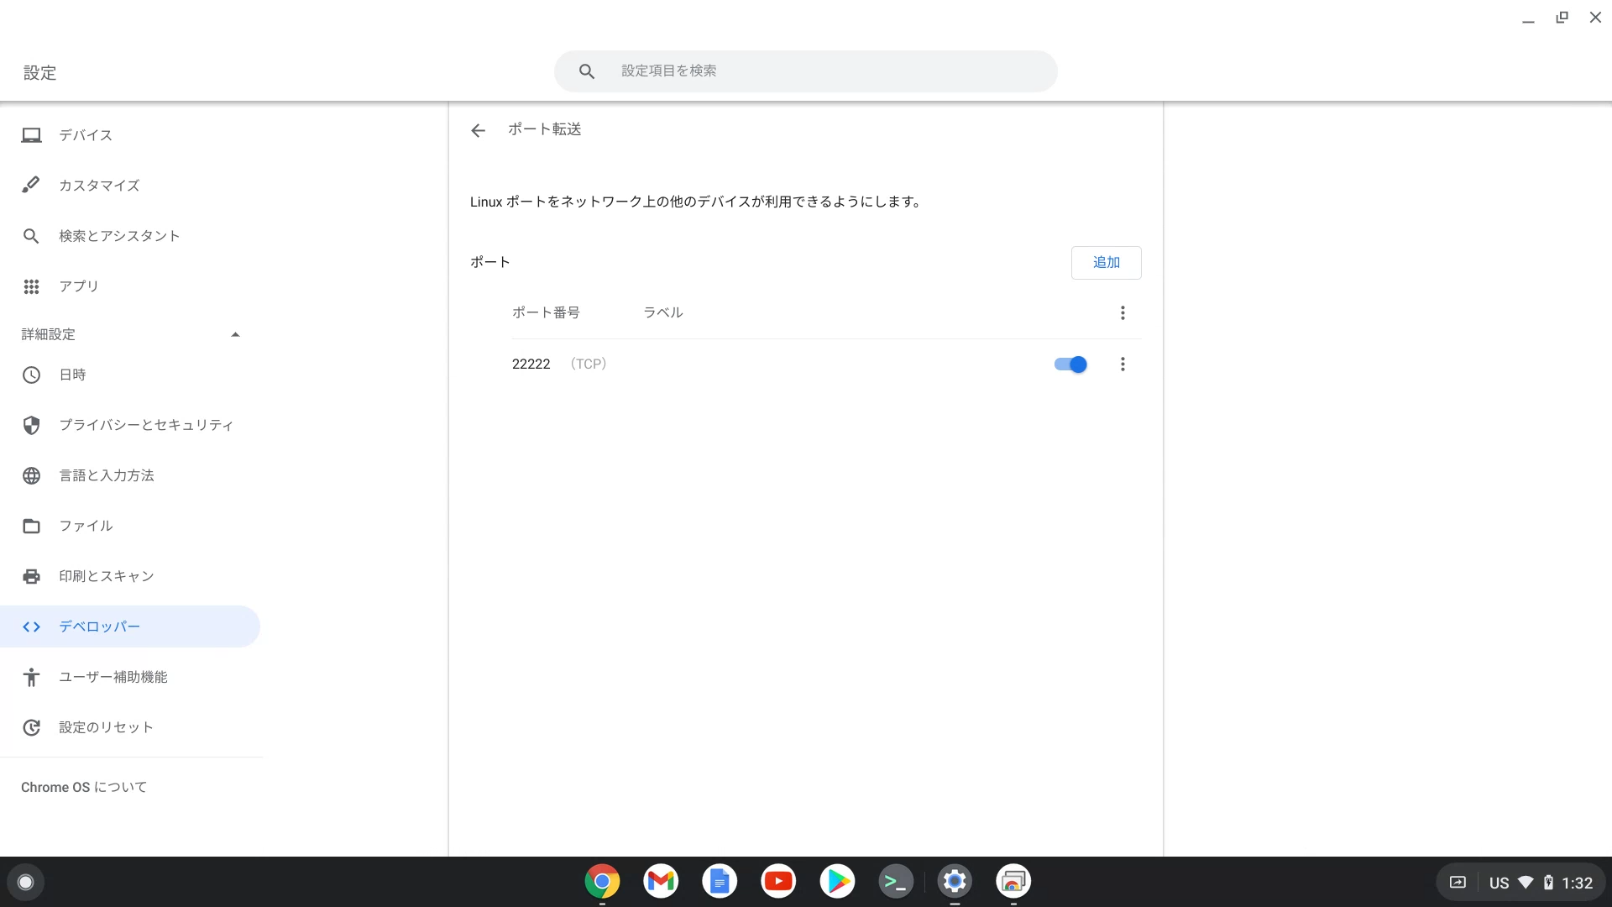 設定
設定項目を検索
デバイス
カスタマイズ
検索とアシスタント
アプリ
詳細設定
日時
プライバシーとセキュリティ
言語と入力方法
ファイル
印刷とスキャン
デベロッパー
ユーザー補助機能
設定のリセット
Chrome OS について
ポート転送
Linux ポートをネットワーク上の他のデバイスが利用できるようにします。
ポート 追加
ポート番号 ラベル
22222 （TCP）
US 1:32